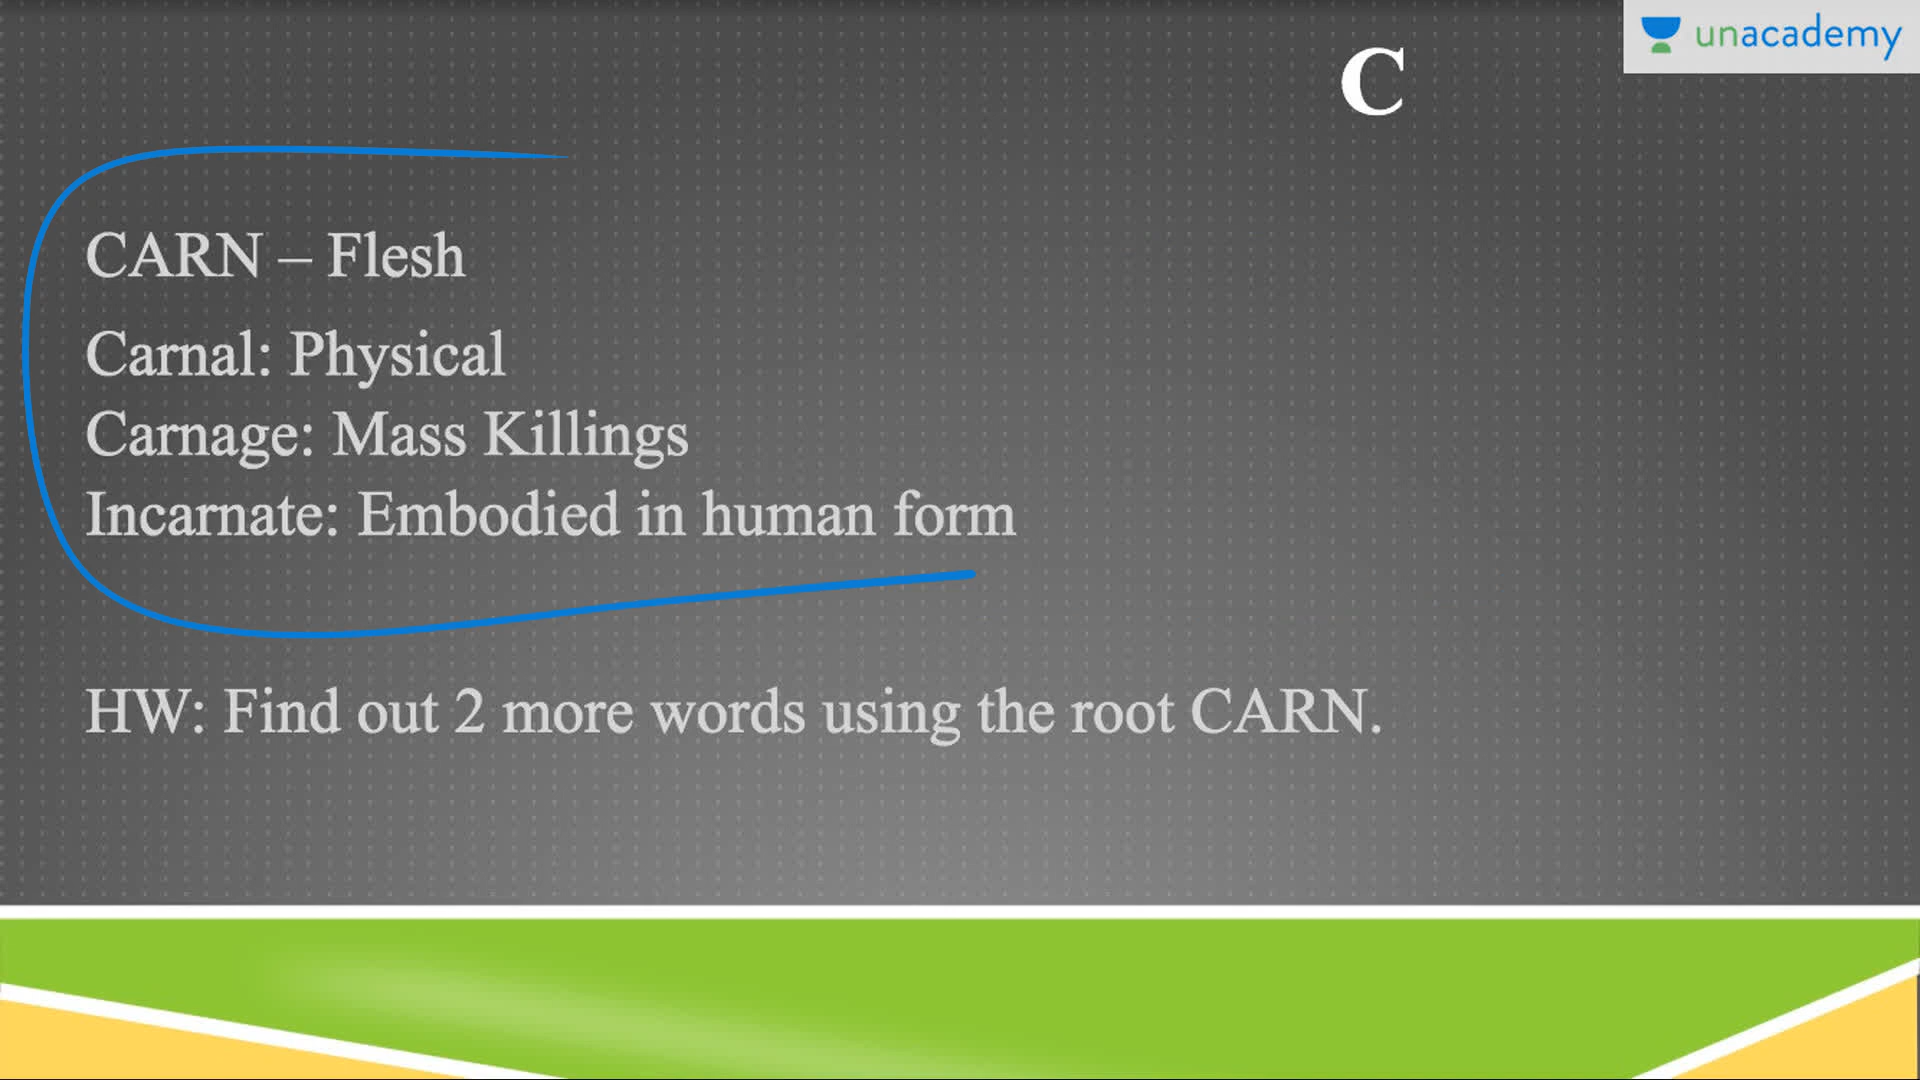 unacademy
C
CARN – Flesh
Carnal: Physical
Carnage: Mass Killings
Incarnate: Embodied in human form
HW: Find out 2 more words using the root CARN.